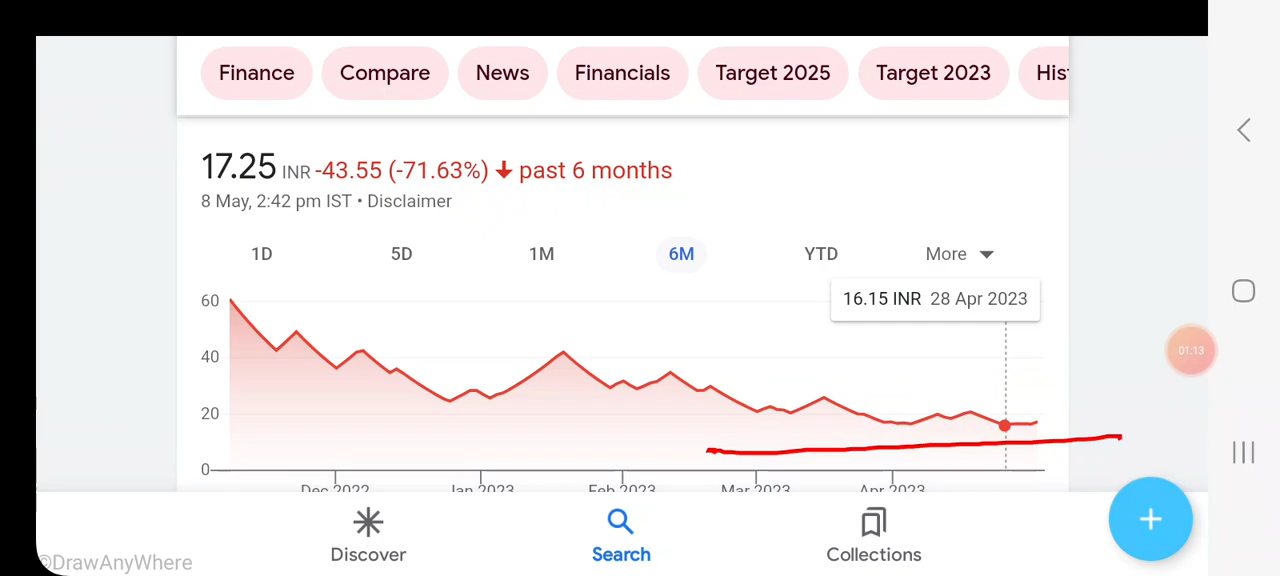 Finance Compare News Financials Target 2025 Target 2023 His
17.25 INR -43.55 (-71.63%) ↓ past 6 months
8 May, 2:42 pm IST • Disclaimer
1D 5D 1M 6M YTD More
16.15 INR 28 Apr 2023
60
40
20
0
Dec 2022 Jan 2023 Feb 2023 Mar 2023 Apr 2023
01:13
Discover Search Collections
©DrawAnyWhere